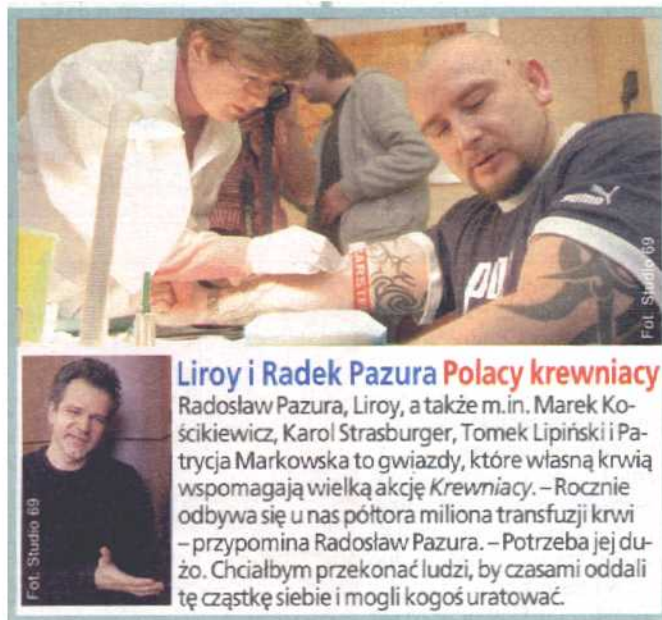 PUMA
Fot. Studio 69
Liroy i Radek Pazura Polacy krewniacy
Radosław Pazura, Liroy, a także m.in. Marek Ko-
ścikiewicz, Karol Strasburger, Tomek Lipiński i Pa-
trycja Markowska to gwiazdy, które własną krwią
wspomagają wielką akcję Krewniacy. – Rocznie
odbywa się u nas półtora miliona transfuzji krwi
– przypomina Radosław Pazura. – Potrzeba jej du-
żo. Chciałbym przekonać ludzi, by czasami oddali
tę cząstkę siebie i mogli kogoś uratować.
Fot. Studio 69